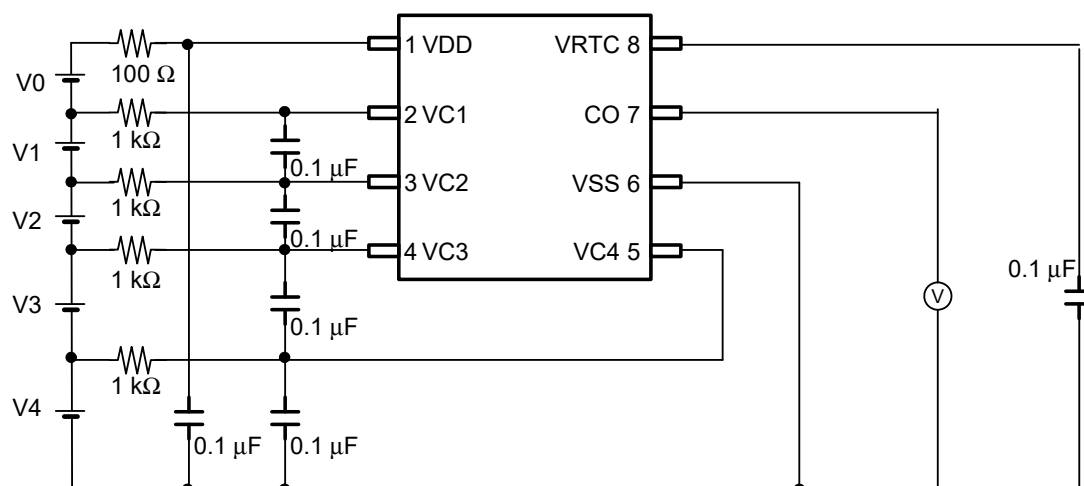 1 VDD
VRTC 8
V0
100 Ω
2 VC1
CO 7
V1
1 kΩ
0.1 µF
3 VC2
VSS 6
V2
1 kΩ
0.1 µF
4 VC3
VC4 5
1 kΩ
0.1 µF
V
V3
0.1 µF
1 kΩ
V4
0.1 µF
0.1 µF